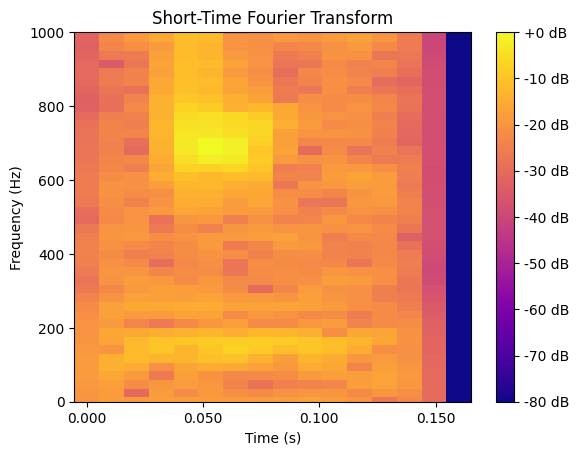 Short-Time Fourier Transform
1000
800
600
400
200
0
Frequency (Hz)
0.000
0.050
0.100
0.150
Time (s)
+0 dB
-10 dB
-20 dB
-30 dB
-40 dB
-50 dB
-60 dB
-70 dB
-80 dB